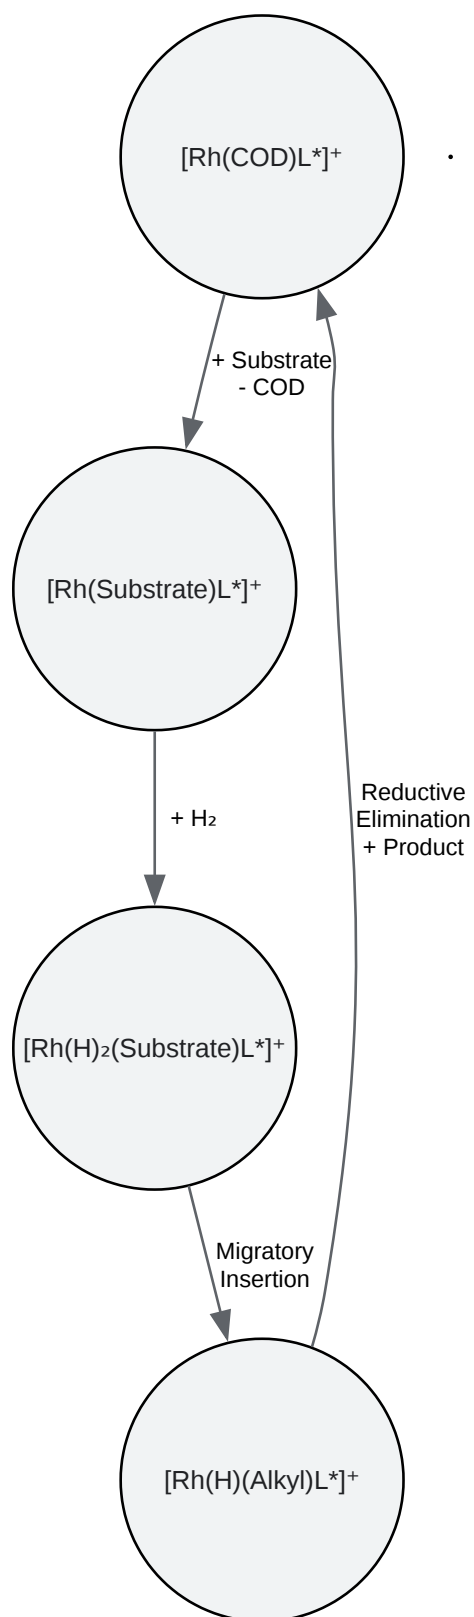 [Rh(COD)L*]⁺
.
+ Substrate
- COD
[Rh(Substrate)L*]⁺
+ H₂
Reductive
Elimination
+ Product
[Rh(H)₂(Substrate)L*]⁺
Migratory
Insertion
[Rh(H)(Alkyl)L*]⁺